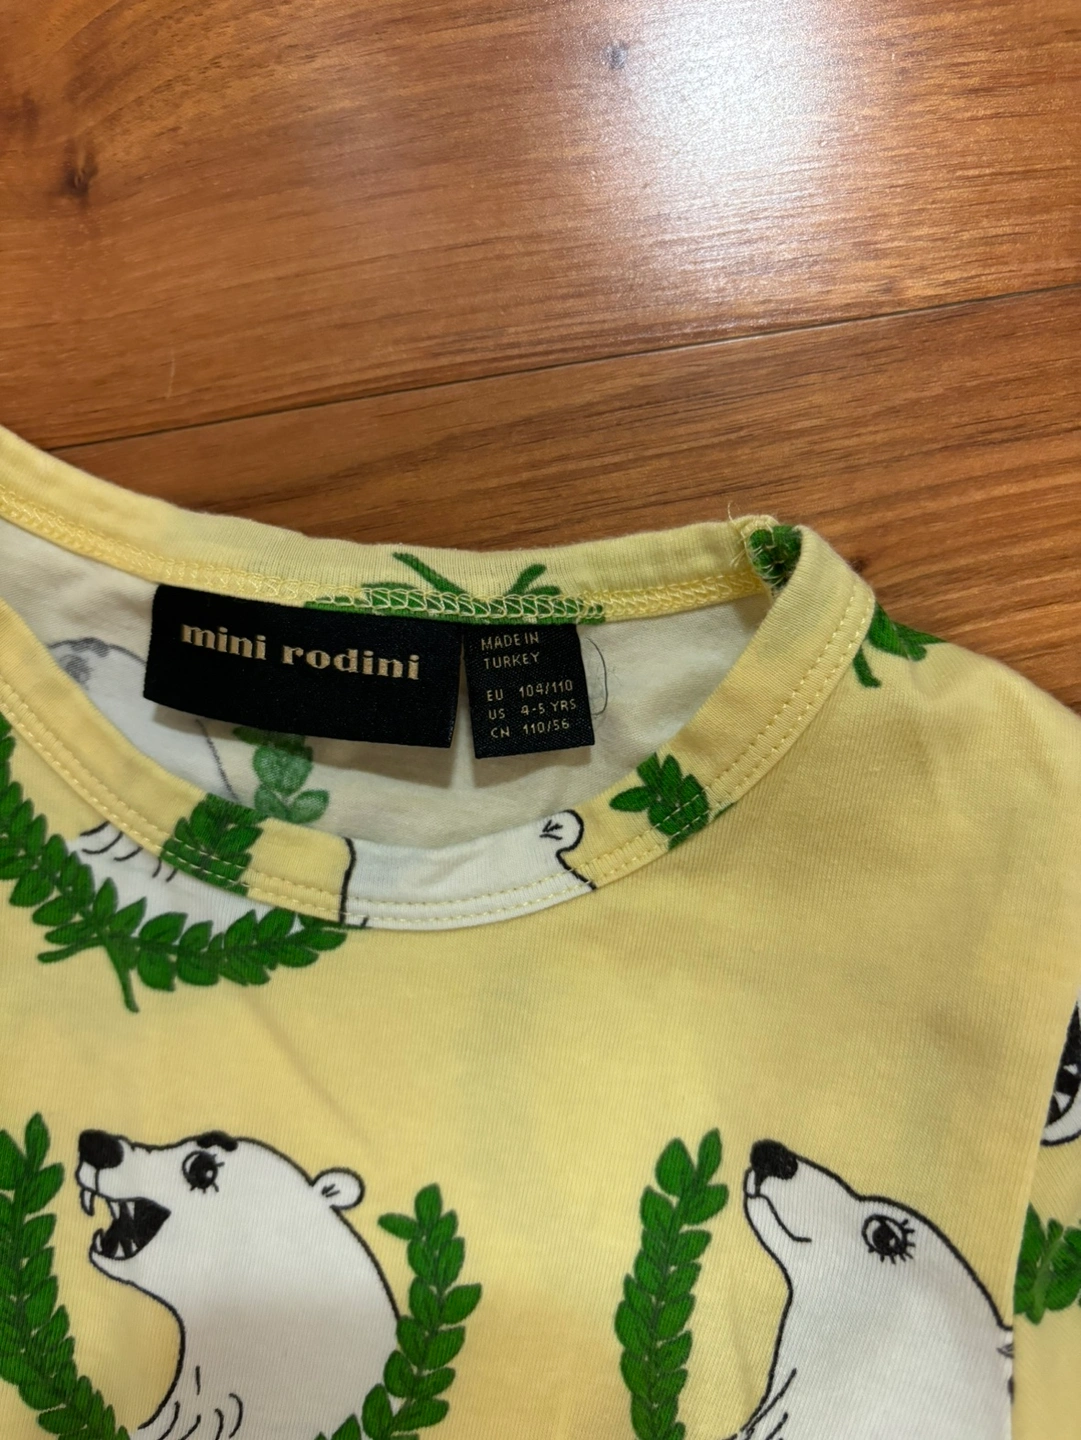 mini rodini
MADE IN
TURKEY
EU 104/110
US 4-5 YRS
CN 110/56